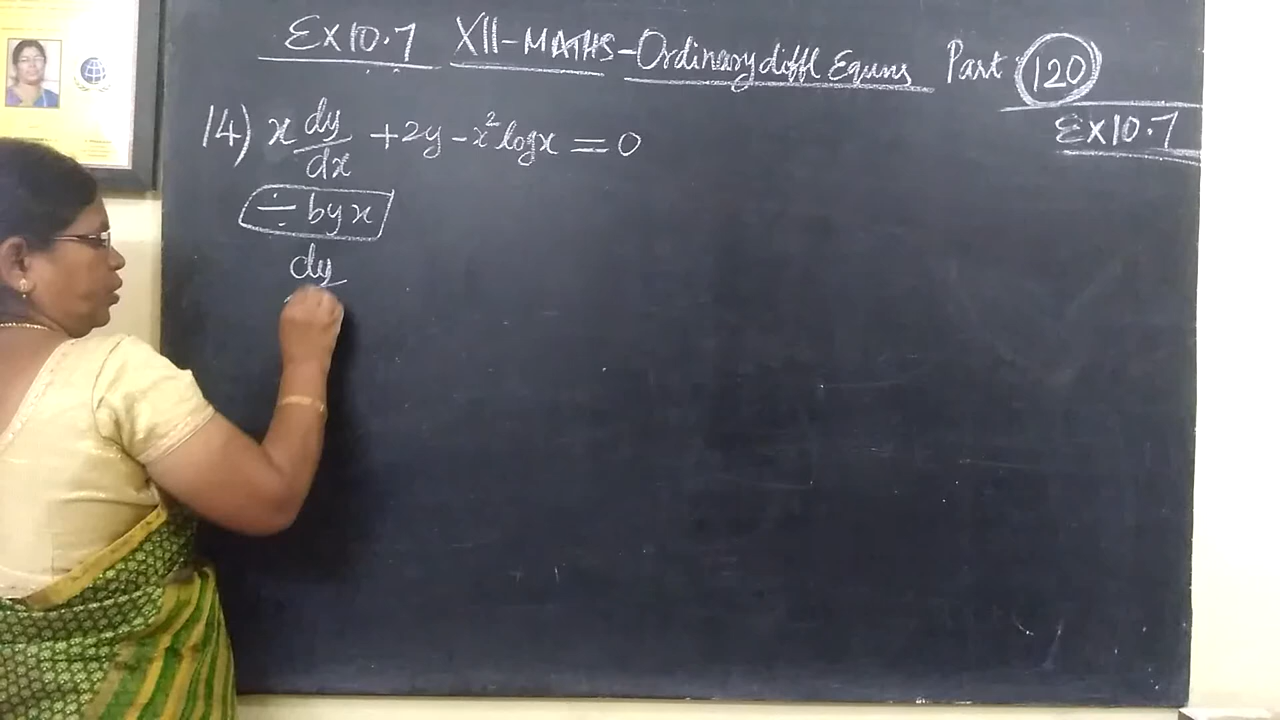 Ex 10.7 XII-MATHS-Ordinary diffl Equns Part 120
Ex 10.7
14) x dy/dx + 2y - x² log x = 0
÷ by x
dy